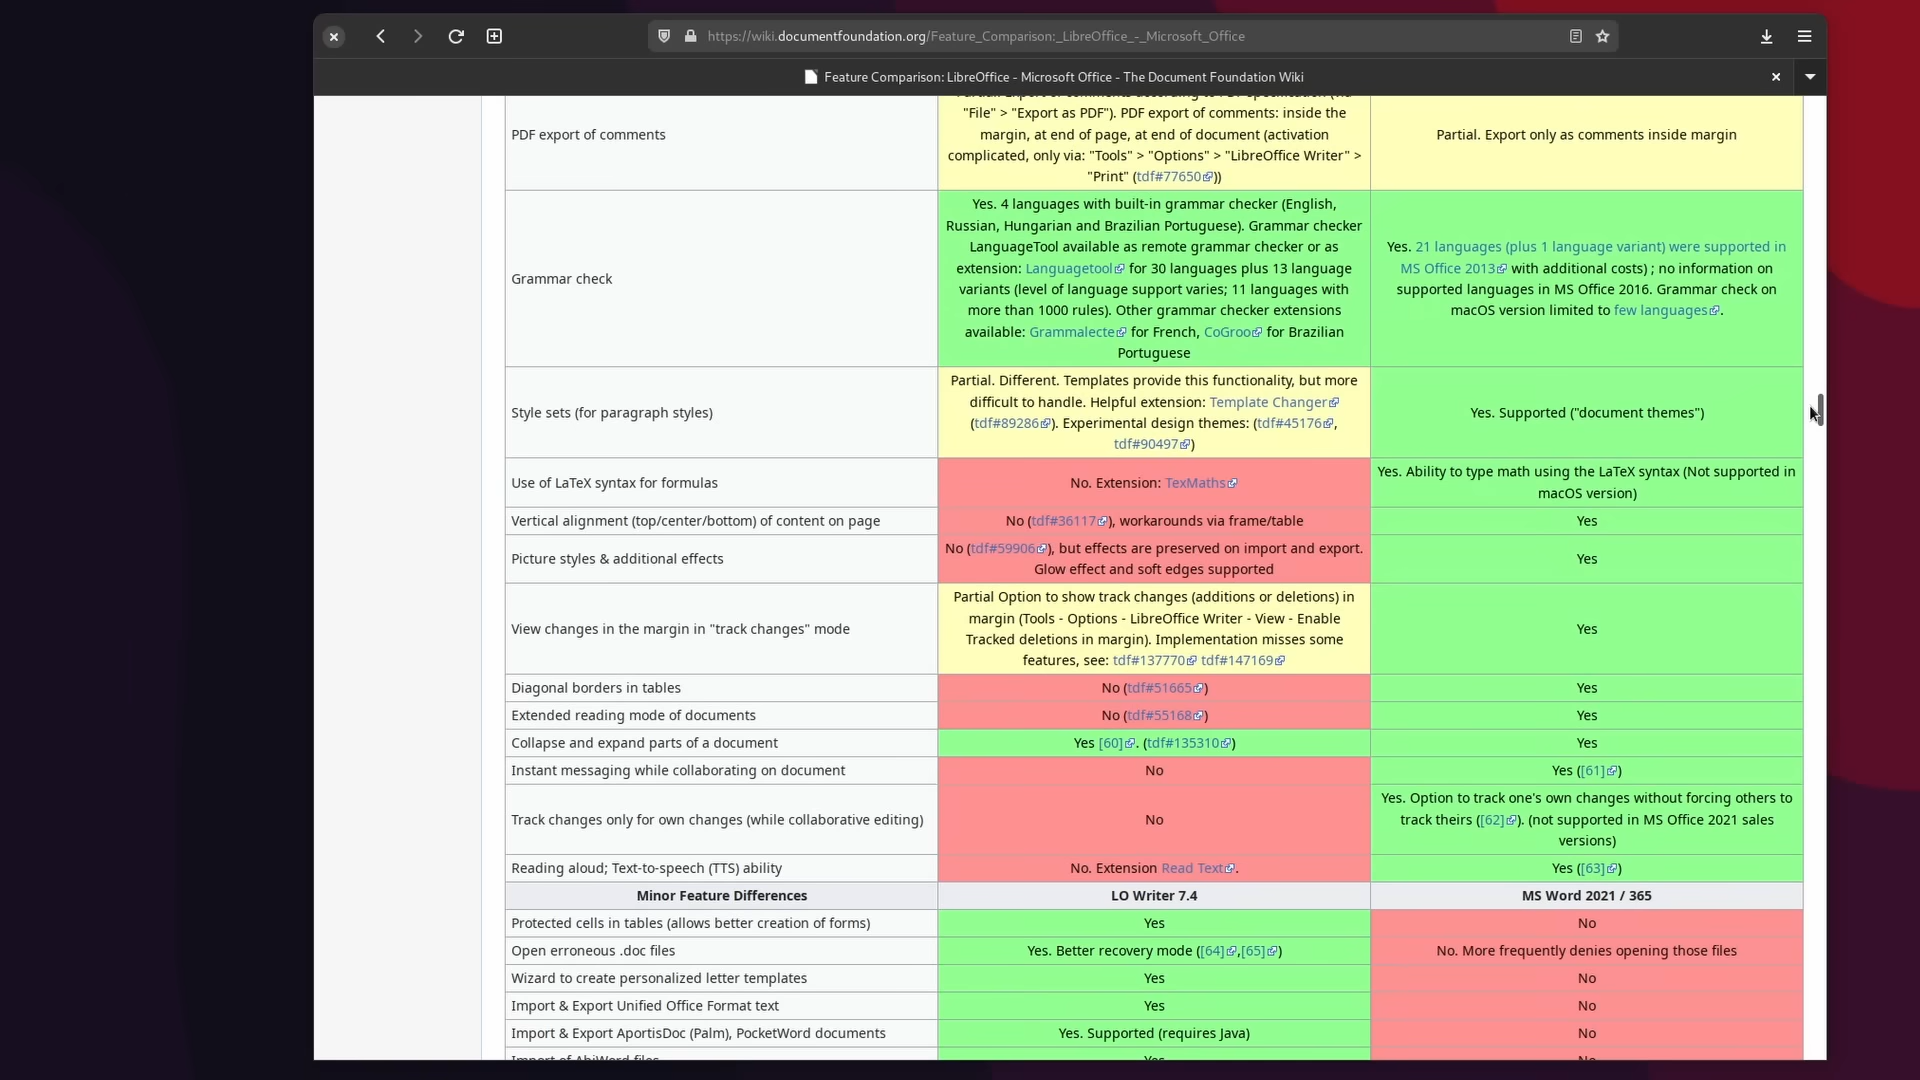 https://wiki.documentfoundation.org/Feature_Comparison:_LibreOffice_-_Microsoft_Office
Feature Comparison: LibreOffice - Microsoft Office - The Document Foundation Wiki
PDF export of comments
"File" > "Export as PDF"). PDF export of comments: inside the
margin, at end of page, at end of document (activation
complicated, only via: "Tools" > "Options" > "LibreOffice Writer" >
"Print" (tdf#77650))
Partial. Export only as comments inside margin
Grammar check
Yes. 4 languages with built-in grammar checker (English,
Russian, Hungarian and Brazilian Portuguese). Grammar checker
LanguageTool available as remote grammar checker or as
extension: Languagetool for 30 languages plus 13 language
variants (level of language support varies; 11 languages with
more than 1000 rules). Other grammar checker extensions
available: Grammalecte for French, CoGroo for Brazilian
Portuguese
Yes. 21 languages (plus 1 language variant) were supported in
MS Office 2013 with additional costs) ; no information on
supported languages in MS Office 2016. Grammar check on
macOS version limited to few languages.
Style sets (for paragraph styles)
Partial. Different. Templates provide this functionality, but more
difficult to handle. Helpful extension: Template Changer
(tdf#89286). Experimental design themes: (tdf#45176,
tdf#90497)
Yes. Supported ("document themes")
Use of LaTeX syntax for formulas
No. Extension: TexMaths
Yes. Ability to type math using the LaTeX syntax (Not supported in
macOS version)
Vertical alignment (top/center/bottom) of content on page
No (tdf#36117), workarounds via frame/table
Yes
Picture styles & additional effects
No (tdf#59906), but effects are preserved on import and export.
Glow effect and soft edges supported
Yes
View changes in the margin in "track changes" mode
Partial Option to show track changes (additions or deletions) in
margin (Tools - Options - LibreOffice Writer - View - Enable
Tracked deletions in margin). Implementation misses some
features, see: tdf#137770 tdf#147169
Yes
Diagonal borders in tables
No (tdf#51665)
Yes
Extended reading mode of documents
No (tdf#55168)
Yes
Collapse and expand parts of a document
Yes [60]. (tdf#135310)
Yes
Instant messaging while collaborating on document
No
Yes ([61])
Track changes only for own changes (while collaborative editing)
No
Yes. Option to track one's own changes without forcing others to
track theirs ([62]). (not supported in MS Office 2021 sales
versions)
Reading aloud; Text-to-speech (TTS) ability
No. Extension Read Text.
Yes ([63])
Minor Feature Differences
LO Writer 7.4
MS Word 2021 / 365
Protected cells in tables (allows better creation of forms)
Yes
No
Open erroneous .doc files
Yes. Better recovery mode ([64],[65])
No. More frequently denies opening those files
Wizard to create personalized letter templates
Yes
No
Import & Export Unified Office Format text
Yes
No
Import & Export AportisDoc (Palm), PocketWord documents
Yes. Supported (requires Java)
No
Import of AbiWord files
Yes
No